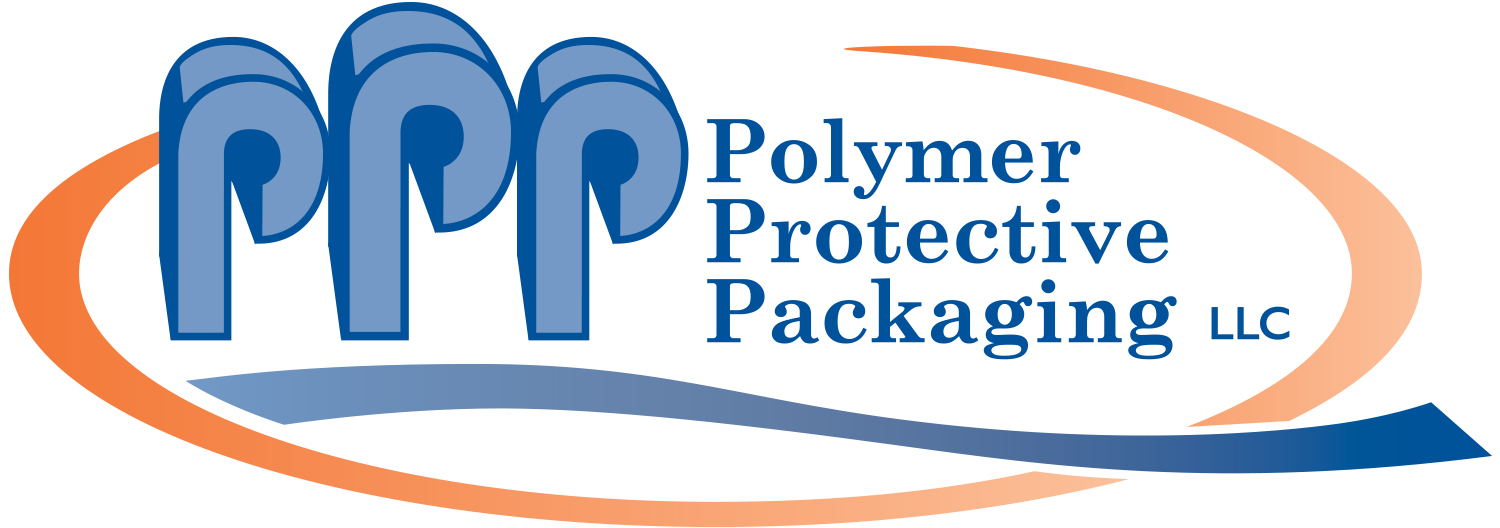 PPP
Polymer
Protective
Packaging LLC